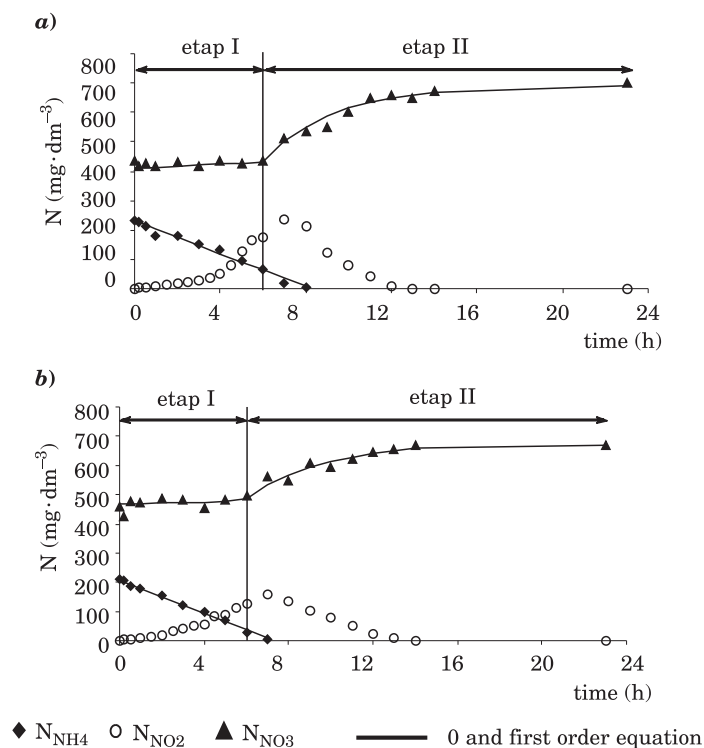 a)
etap I
etap II
800
700
600
500
400
300
200
100
0
N (mg·dm⁻³)
0
4
8
12
16
20
24
time (h)
b)
etap I
etap II
800
700
600
500
400
300
200
100
0
N (mg·dm⁻³)
0
4
8
12
16
20
24
time (h)
N_NH4 N_NO2 N_NO3 0 and first order equation